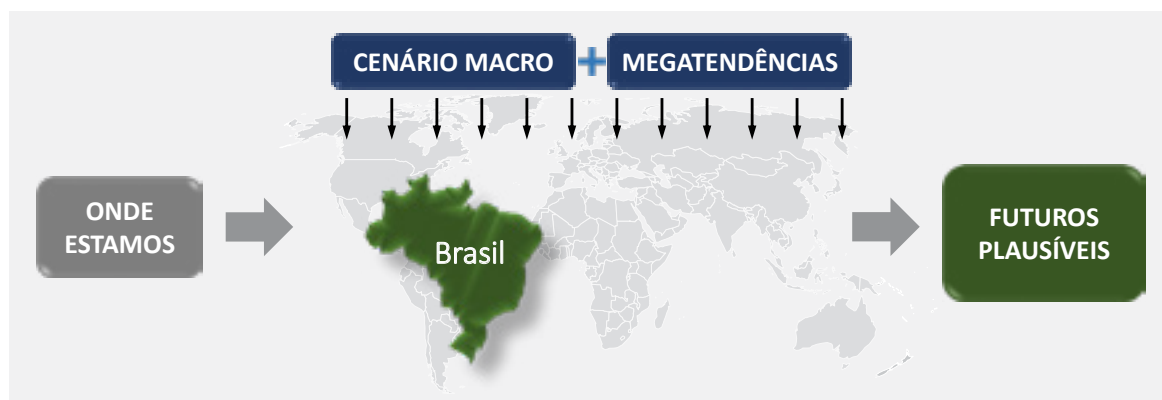 CENÁRIO MACRO + MEGATENDÊNCIAS
ONDE
ESTAMOS
Brasil
FUTUROS
PLAUSÍVEIS